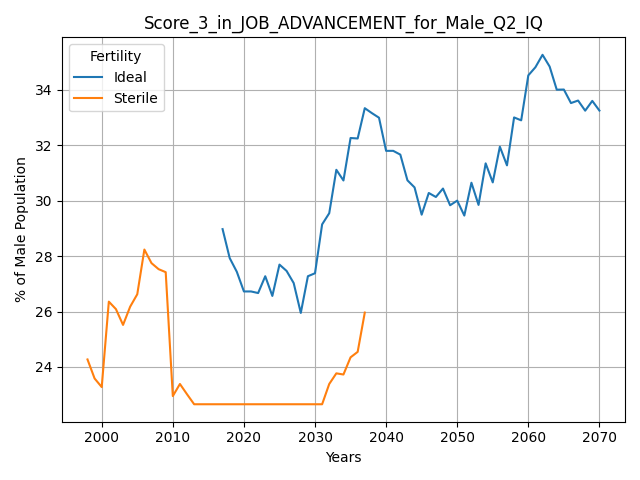 Score_3_in_JOB_ADVANCEMENT_for_Male_Q2_IQ
Fertility
Ideal
Sterile
% of Male Population
34
32
30
28
26
24
2000 2010 2020 2030 2040 2050 2060 2070
Years